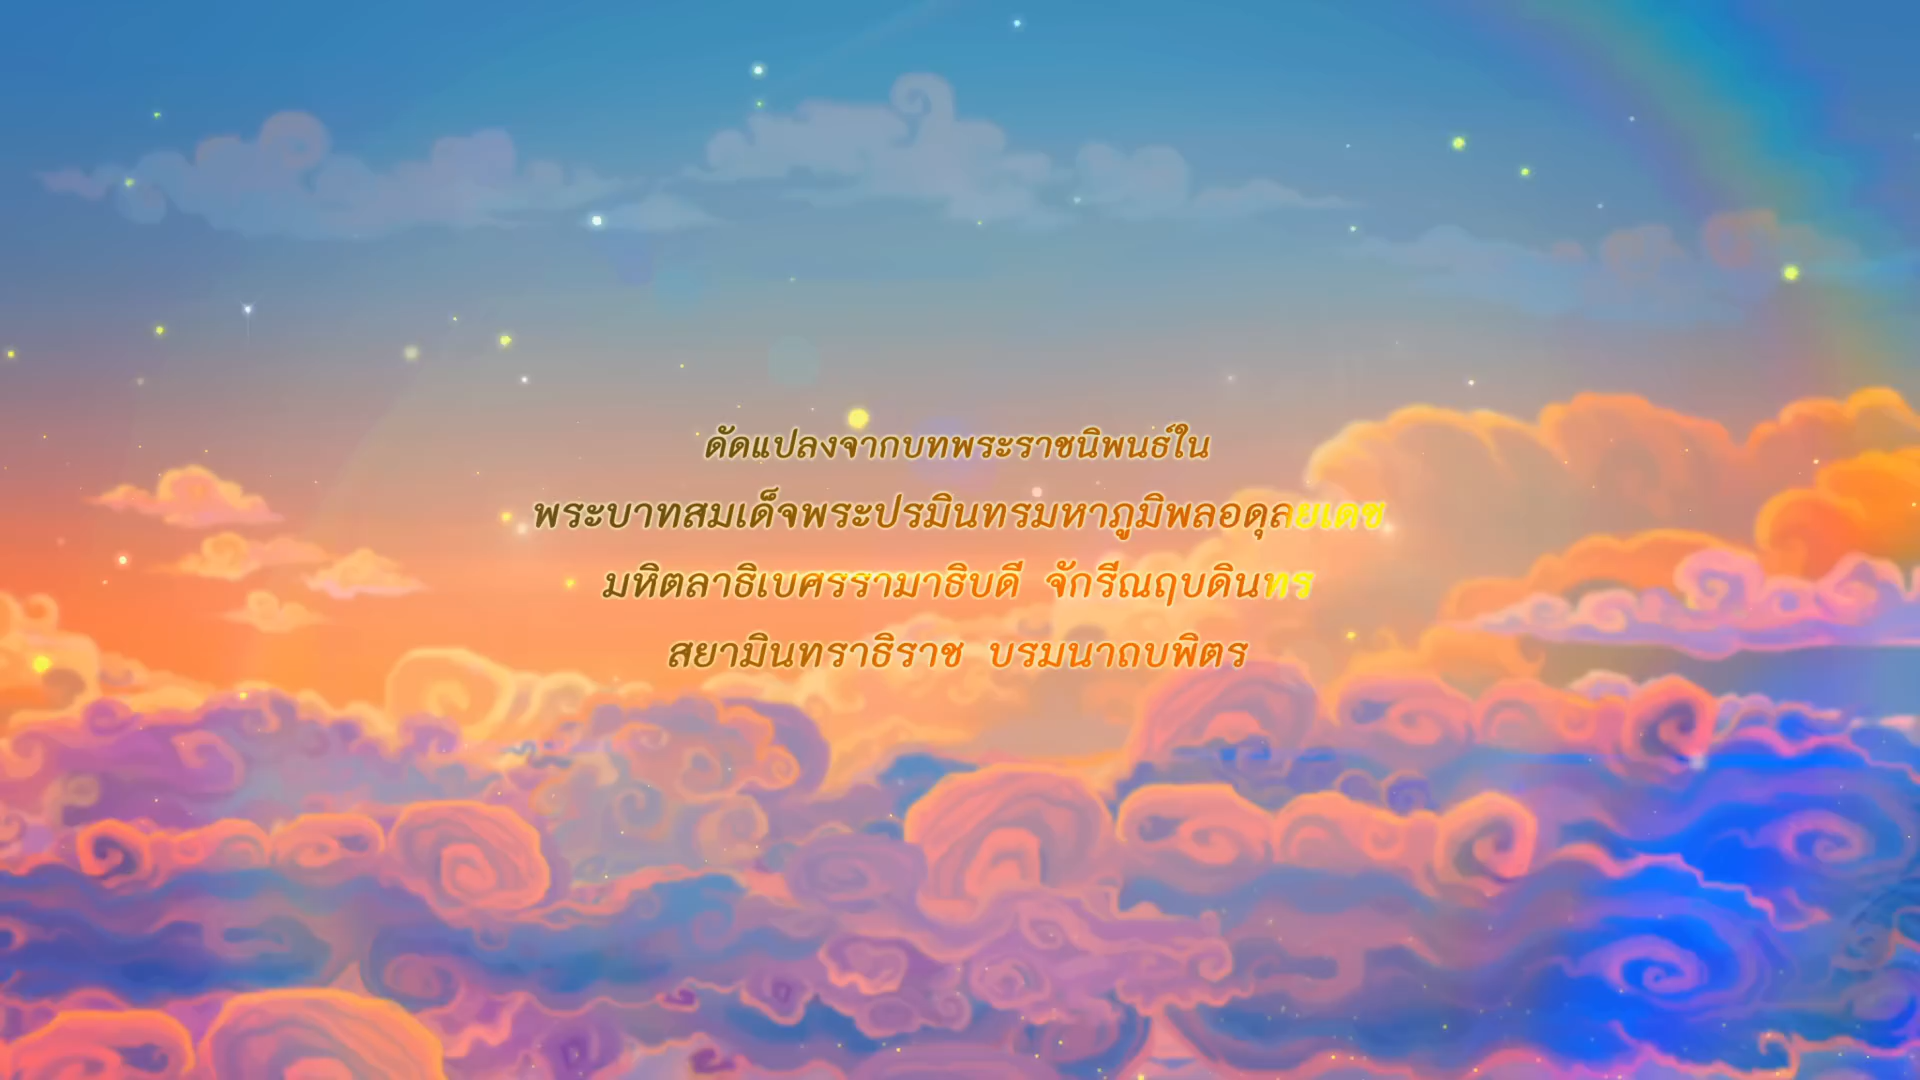 ดัดแปลงจากบทพระราชนิพนธ์ใน
พระบาทสมเด็จพระปรมินทรมหาภูมิพลอดุลยเดช
มหิตลาธิเบศรรามาธิบดี จักรีณฤบดินทร
สยามินทราธิราช บรมนาถบพิตร